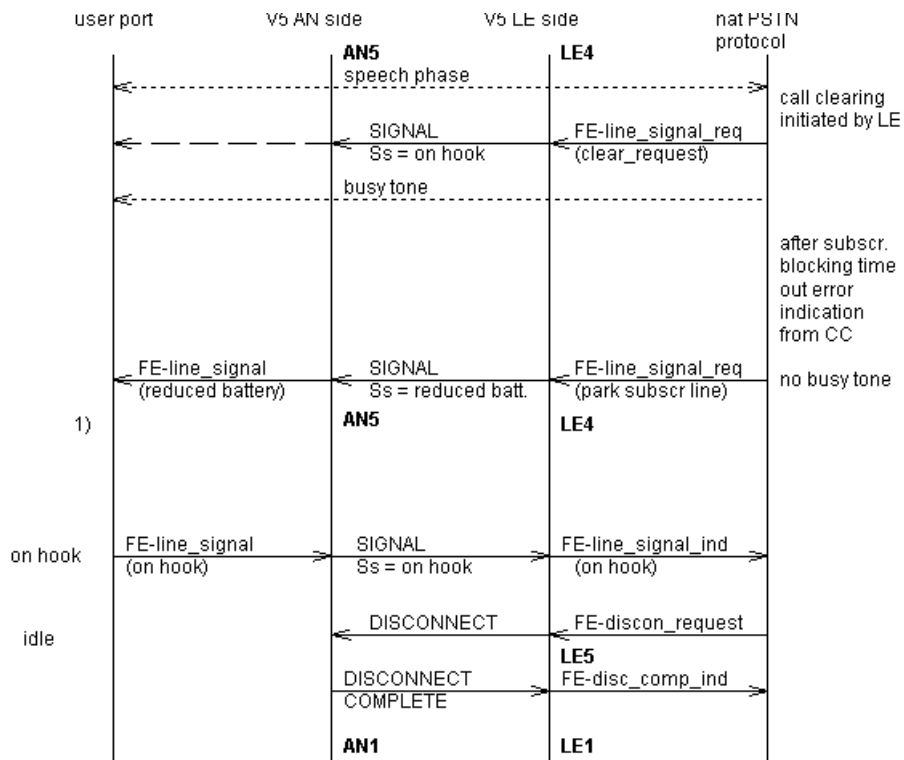 user port V5 AN side V5 LE side nat PSTN
protocol
AN5 LE4
speech phase
call clearing
initiated by LE
SIGNAL FE-line_signal_req
Ss = on hook (clear_request)
busy tone
after subscr.
blocking time
out error
indication
from CC
FE-line_signal SIGNAL FE-line_signal_req
(reduced battery) Ss = reduced batt. (park subscr line) no busy tone
1) AN5 LE4
on hook FE-line_signal SIGNAL FE-line_signal_ind
(on hook) Ss = on hook (on hook)
DISCONNECT FE-discon_request
idle
LE5
DISCONNECT FE-disc_comp_ind
COMPLETE
AN1 LE1